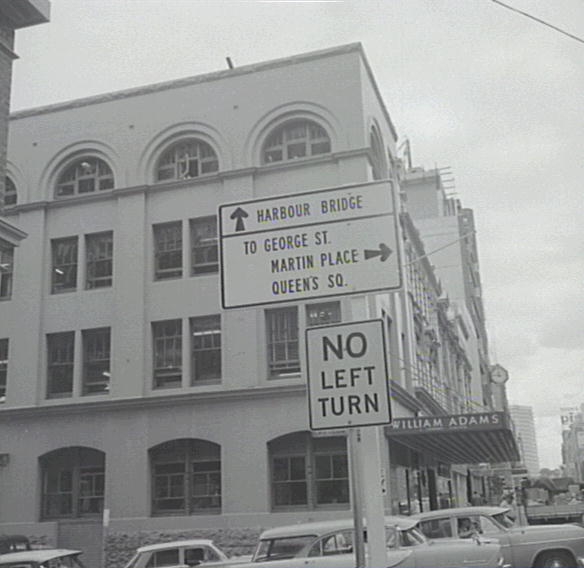 HARBOUR BRIDGE
TO GEORGE ST.
MARTIN PLACE
QUEEN'S SQ.
NO
LEFT
TURN
WILLIAM ADAMS